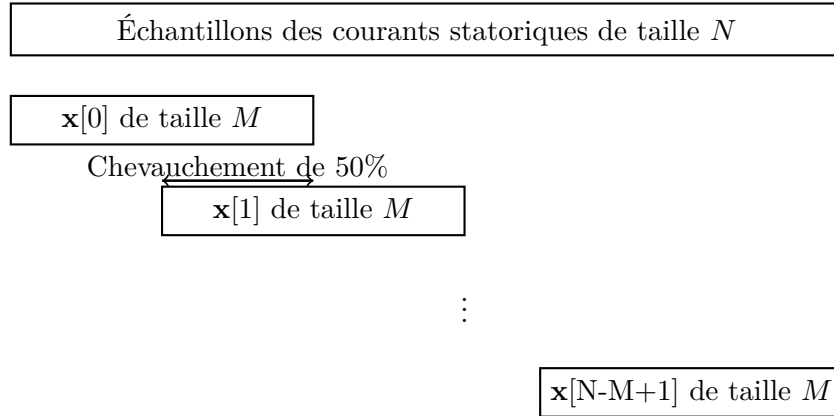 Échantillons des courants statoriques de taille N
x[0] de taille M
Chevauchement de 50%
x[1] de taille M
⋮
x[N-M+1] de taille M